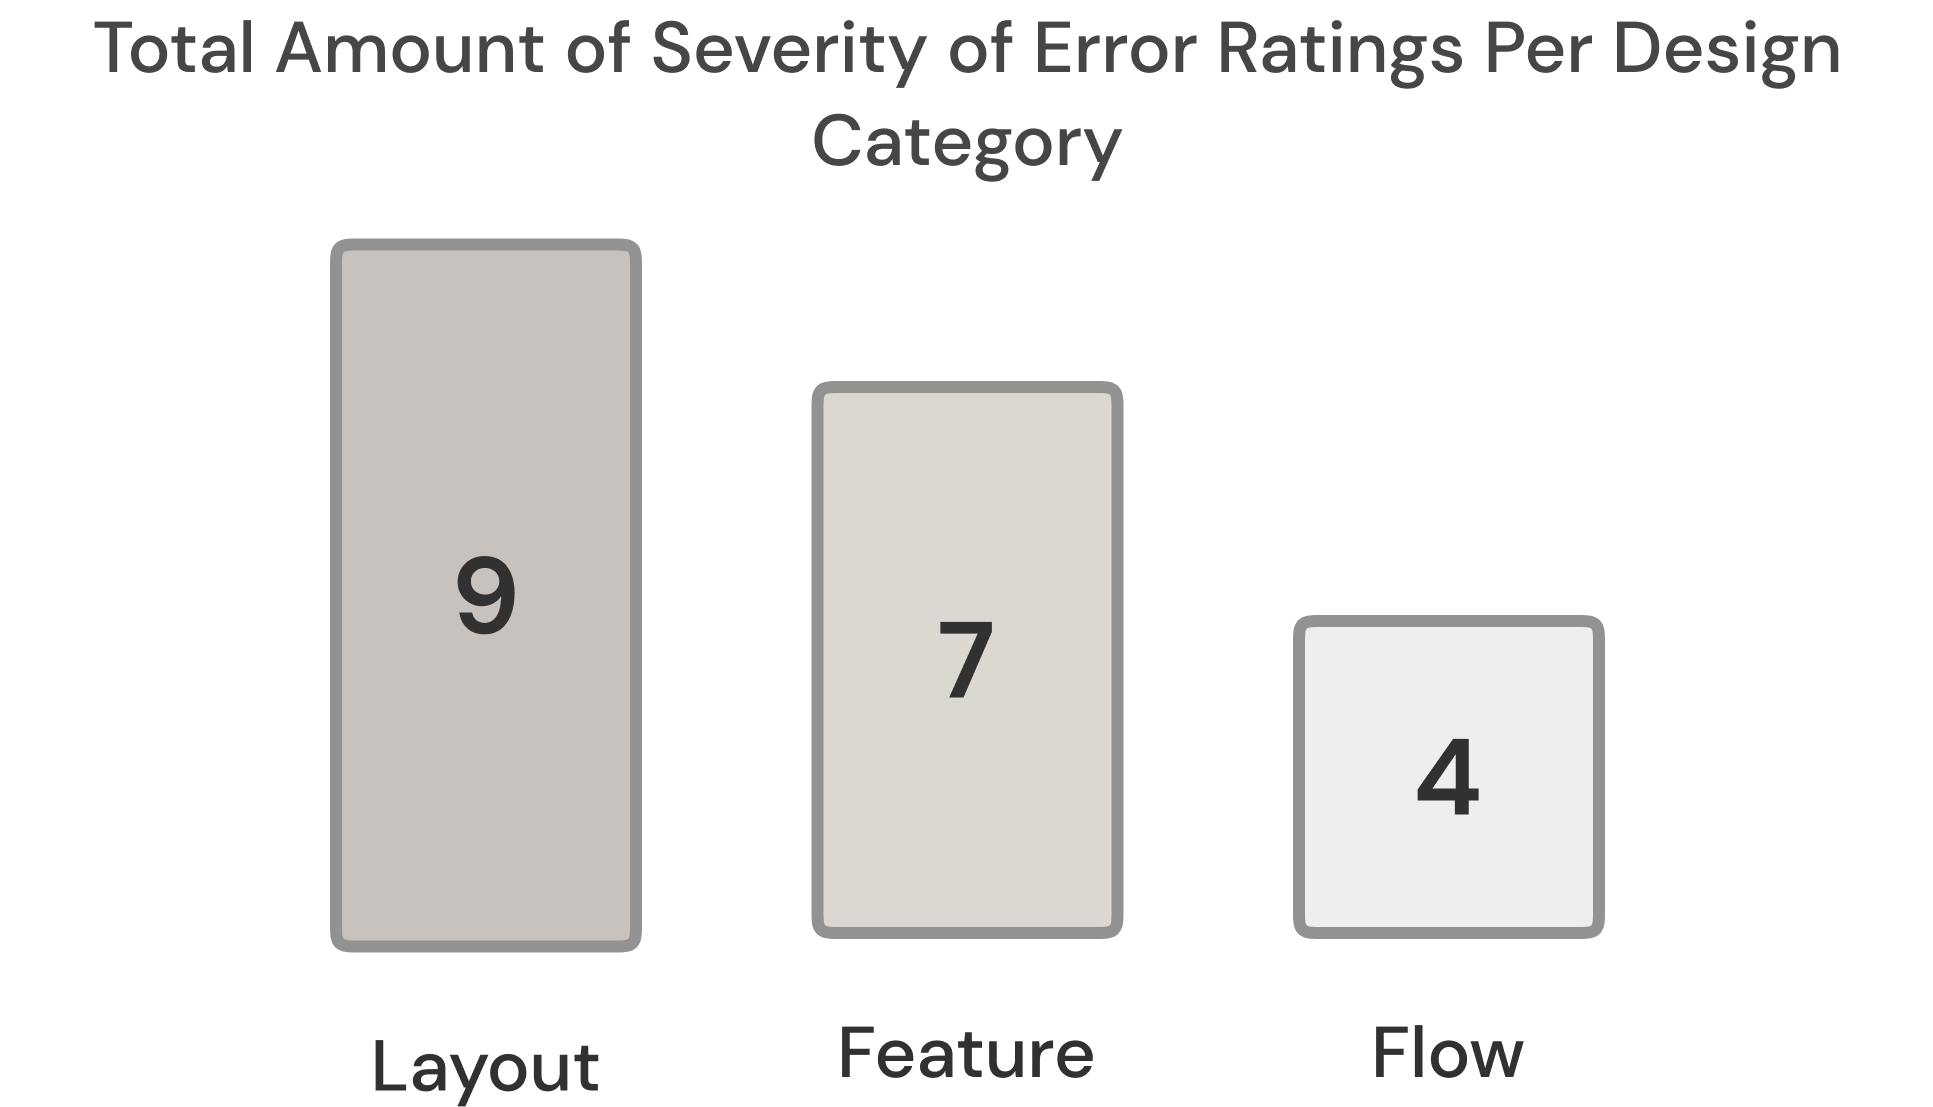 Total Amount of Severity of Error Ratings Per Design
Category
9
7
4
Layout
Feature
Flow